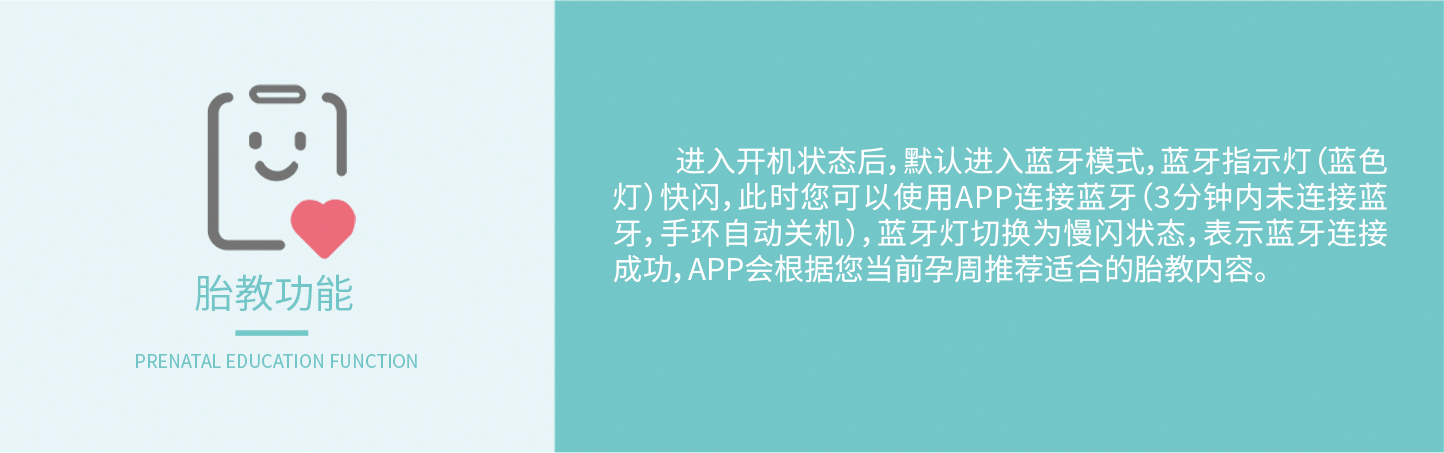 胎教功能
PRENATAL EDUCATION FUNCTION
进入开机状态后，默认进入蓝牙模式，蓝牙指示灯（蓝色
灯）快闪，此时您可以使用APP连接蓝牙（3分钟内未连接蓝
牙，手环自动关机），蓝牙灯切换为慢闪状态，表示蓝牙连接
成功，APP会根据您当前孕周推荐适合的胎教内容。